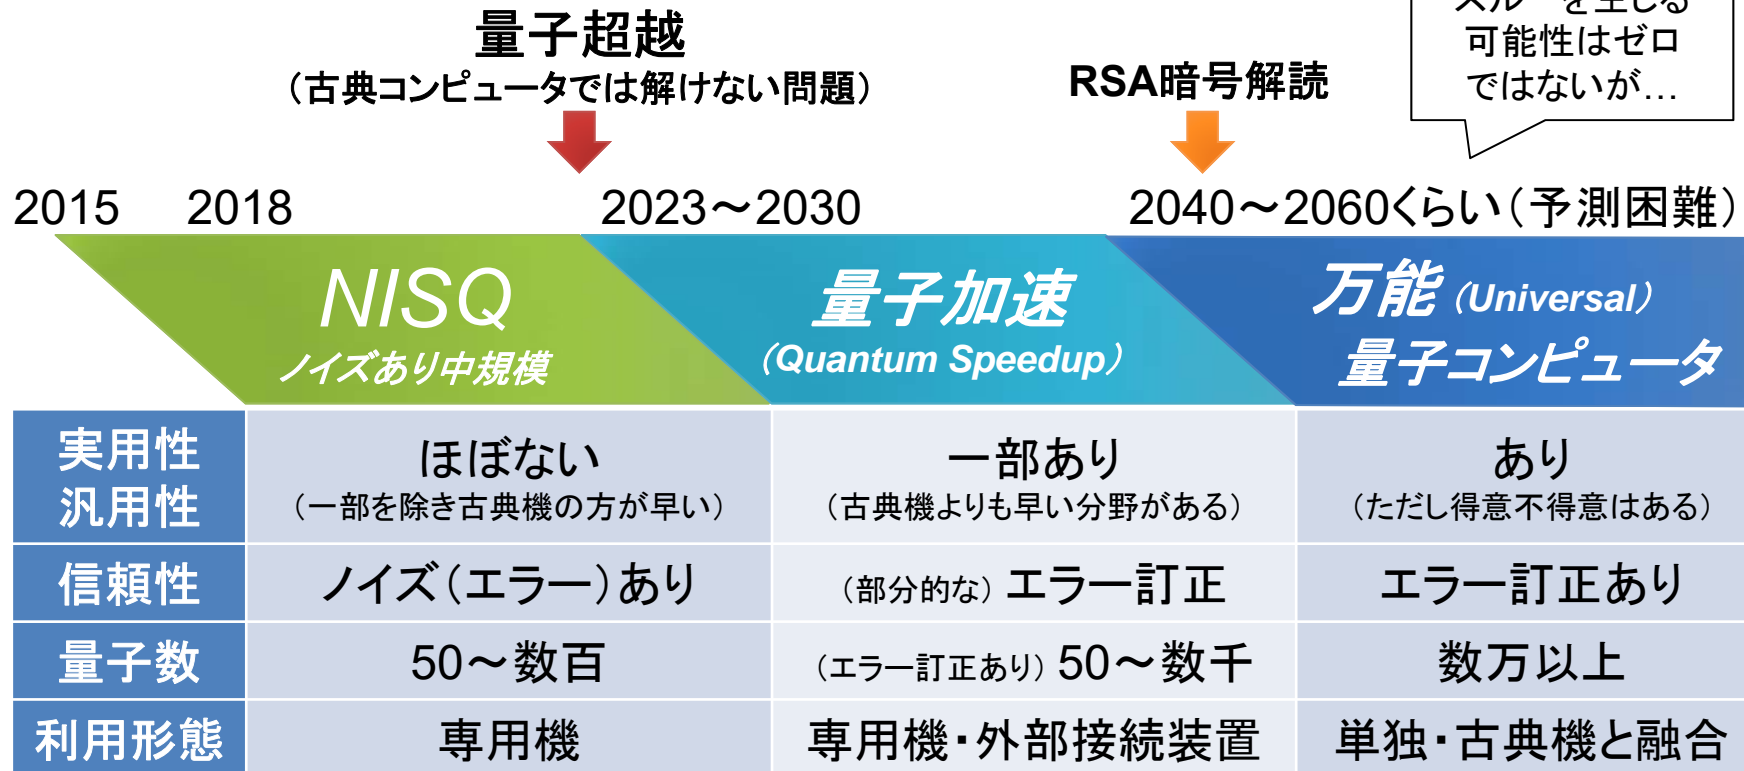 量子超越
（古典コンピュータでは解けない問題）
RSA暗号解読
可能性はゼロ
ではないが…
2015 2018 2023～2030 2040～2060くらい（予測困難）
NISQ
ノイズあり中規模
量子加速
（Quantum Speedup）
万能（Universal）
量子コンピュータ
実用性
汎用性
ほぼない
（一部を除き古典機の方が早い）
一部あり
（古典機よりも早い分野がある）
あり
（ただし得意不得意はある）
信頼性 ノイズ（エラー）あり （部分的な）エラー訂正 エラー訂正あり
量子数 50～数百 （エラー訂正あり）50～数千 数万以上
利用形態 専用機 専用機・外部接続装置 単独・古典機と融合